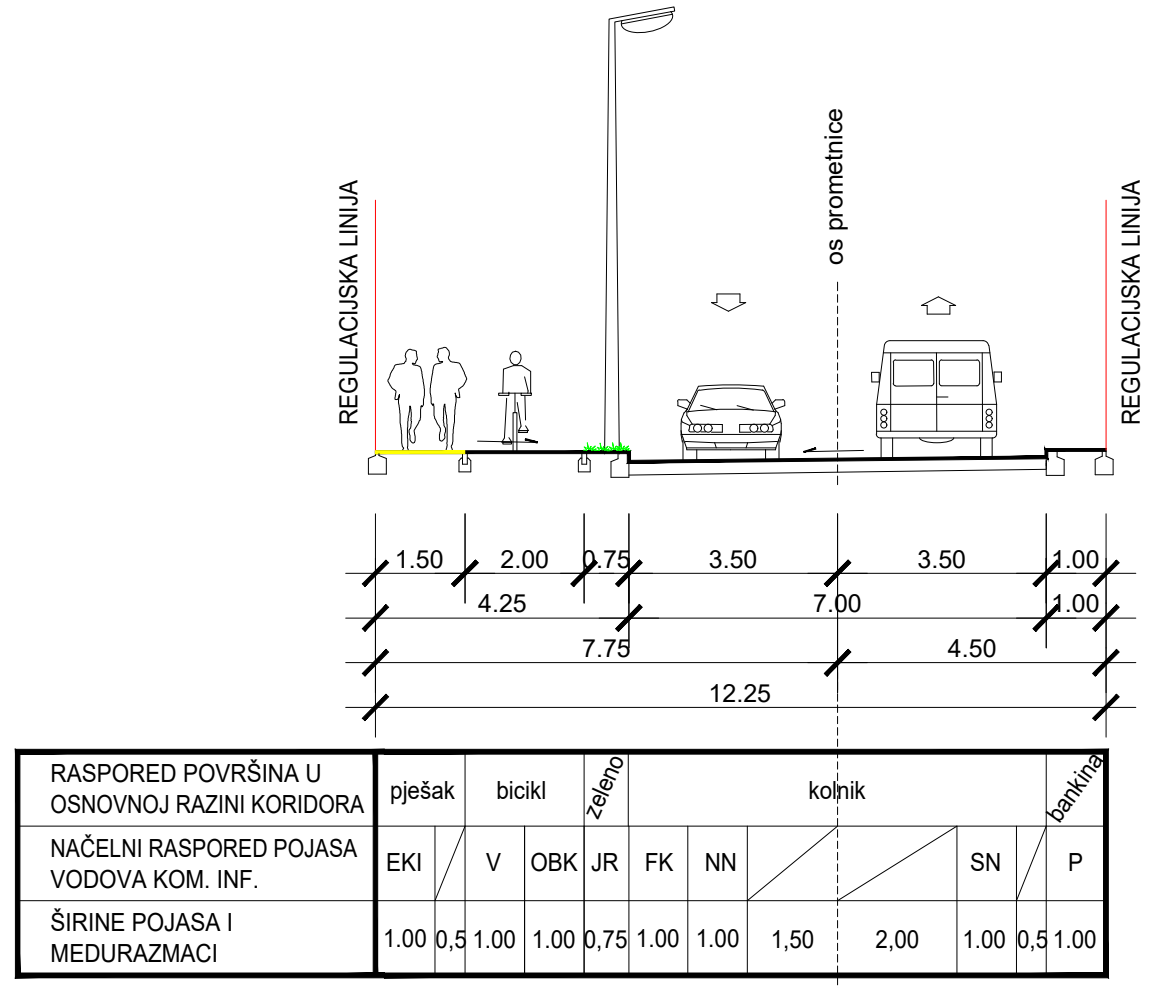 REGULACIJSKA LINIJA
os prometnice
REGULACIJSKA LINIJA
1.50 2.00 0.75 3.50 3.50 1.00
4.25 7.00 1.00
7.75 4.50
12.25
RASPORED POVRŠINA U
OSNOVNOJ RAZINI KORIDORA
pješak bicikl zeleno kolnik bankina
NAČELNI RASPORED POJASA
VODOVA KOM. INF.
EKI V OBK JR FK NN SN P
ŠIRINE POJASA I
MEDURAZMACI
1.00 0,5 1.00 1.00 0,75 1.00 1.00 1,50 2,00 1.00 0,5 1.00